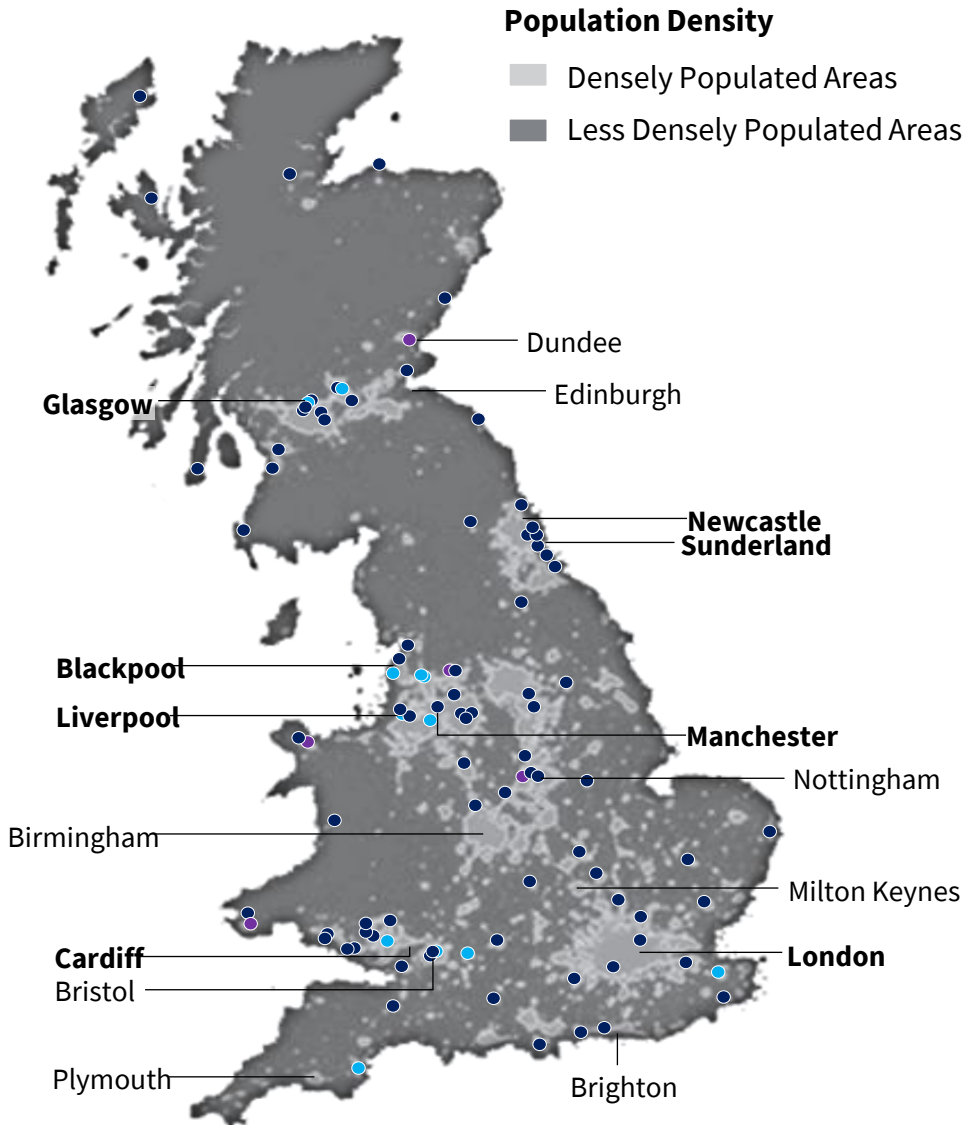 Population Density
Densely Populated Areas
Less Densely Populated Areas
Dundee
Edinburgh
Glasgow
Newcastle
Sunderland
Blackpool
Liverpool
Manchester
Nottingham
Birmingham
Milton Keynes
Cardiff
London
Bristol
Plymouth
Brighton